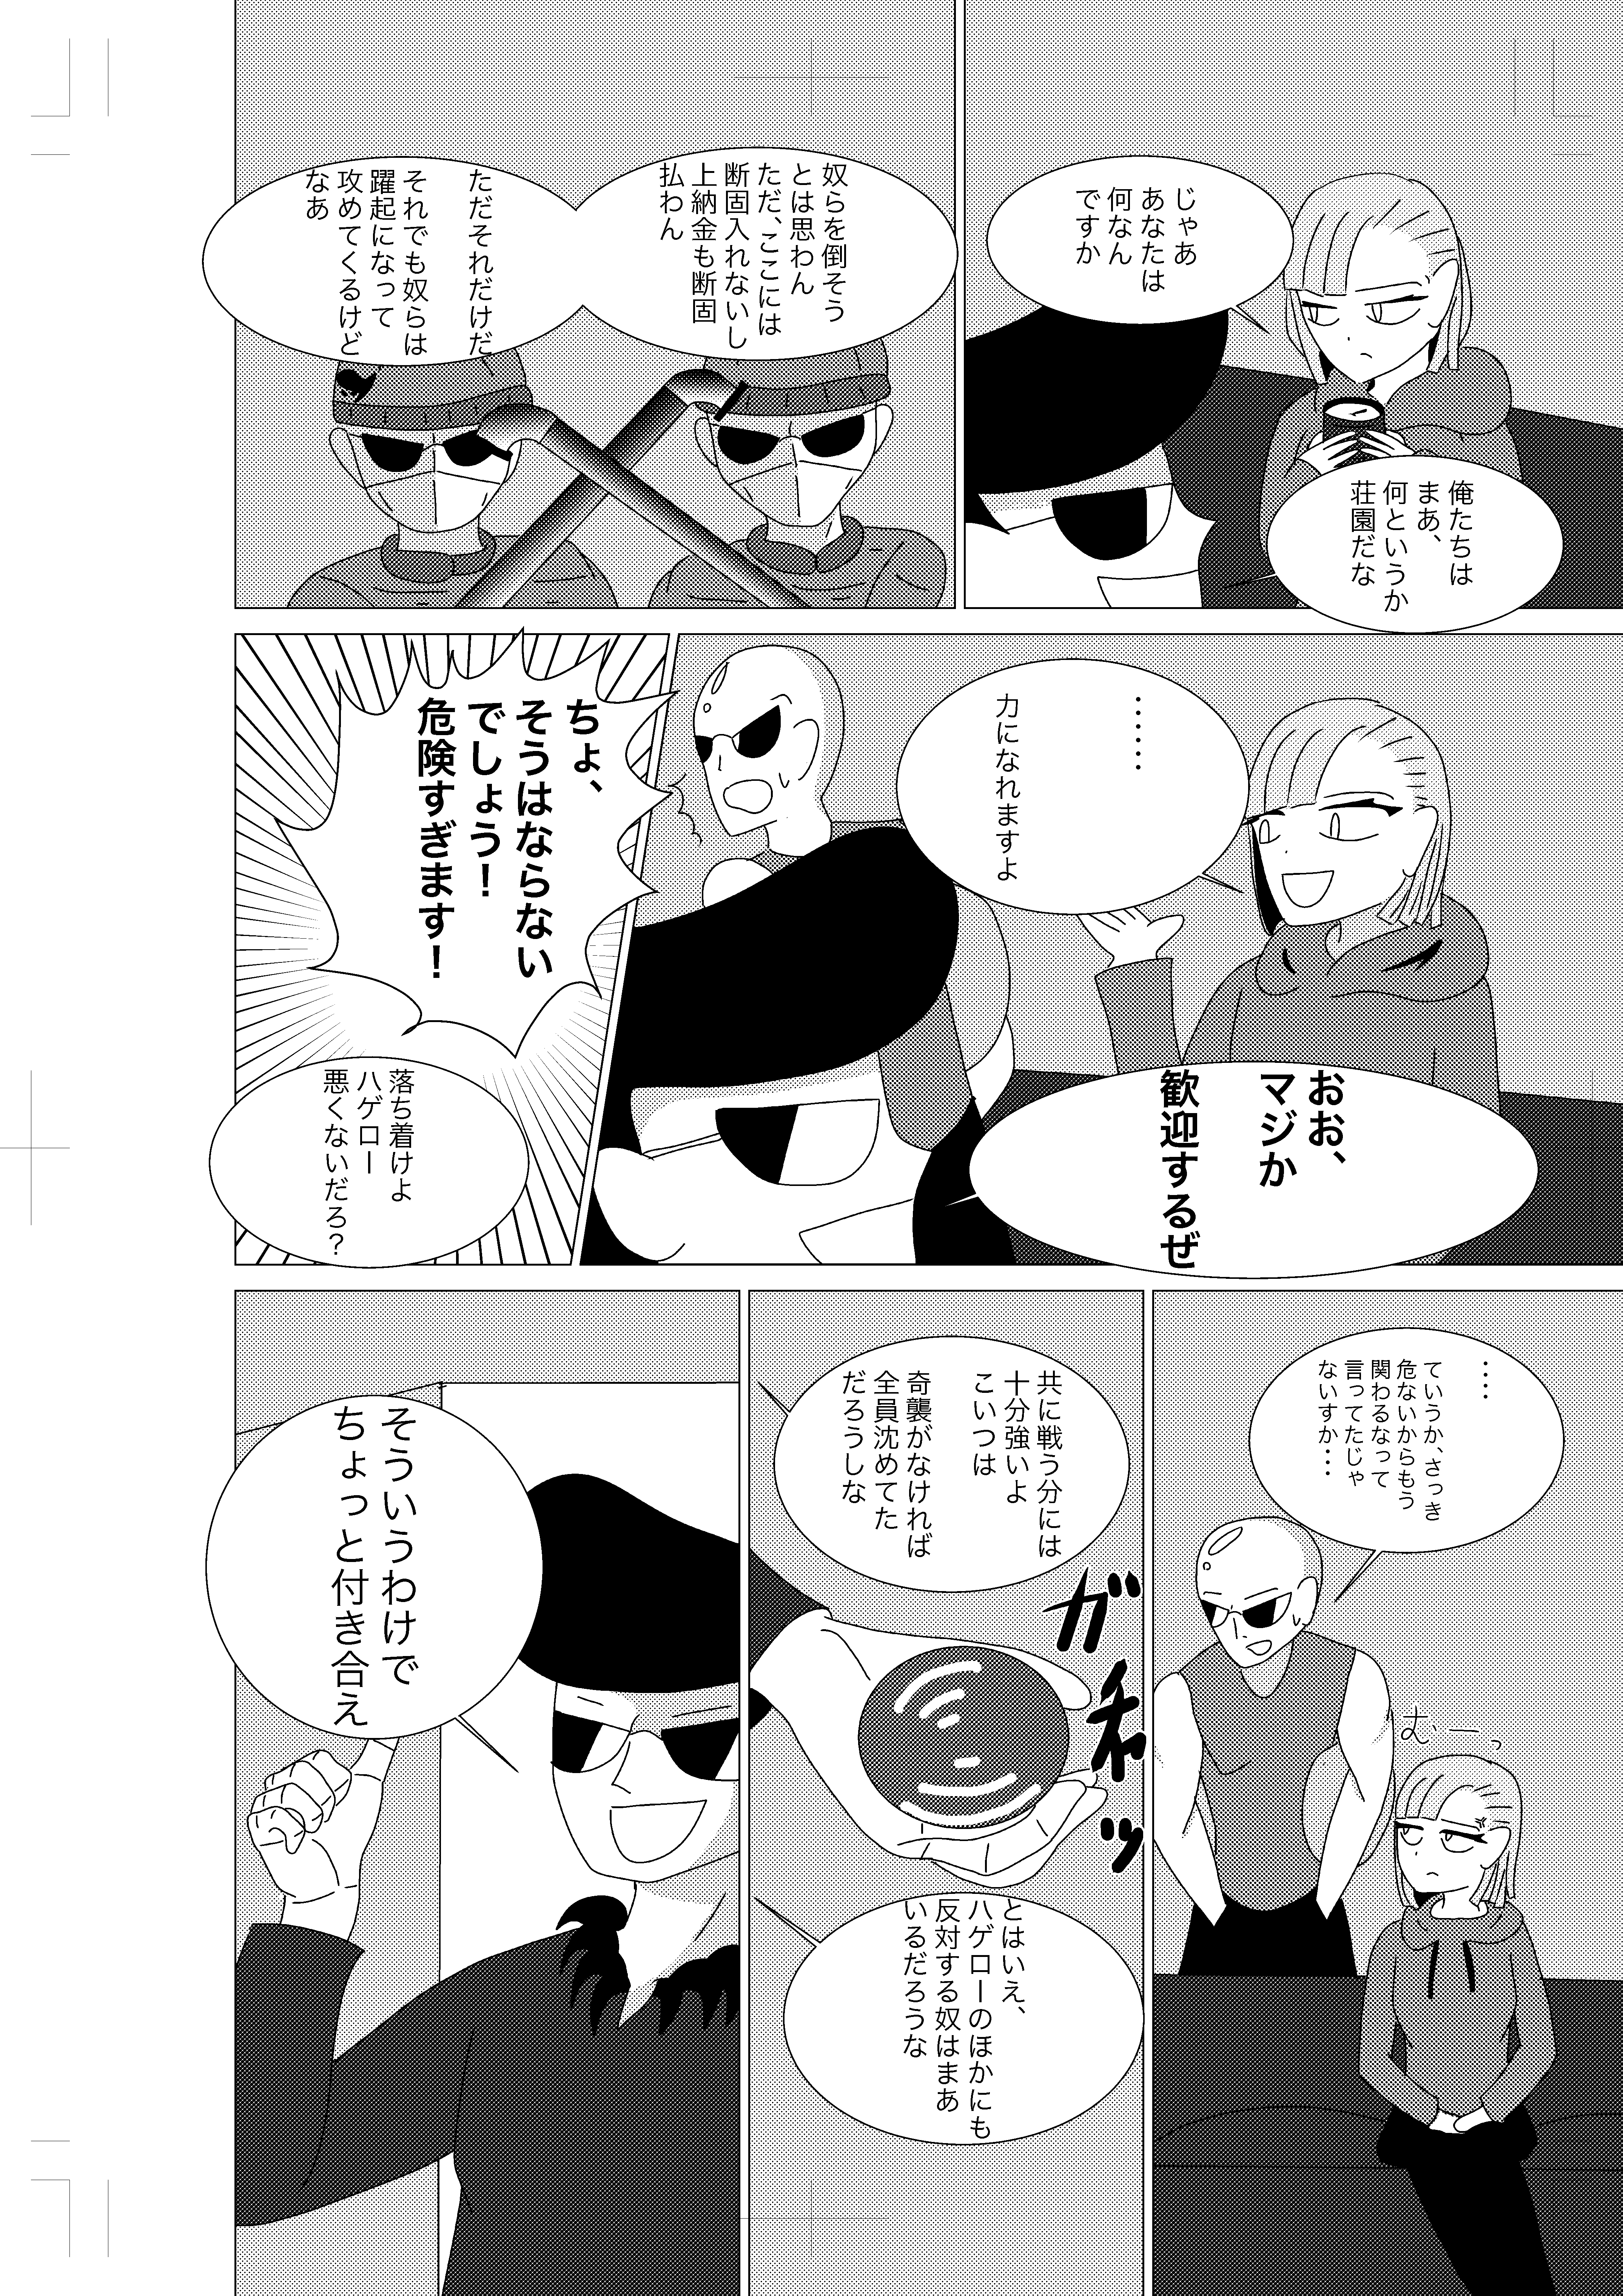 じゃあ
あなたは
何なん
ですか
俺たちは
まあ、
何というか
荘園だな
奴らを倒そう
とは思わん
ただ、ここには
断固入れないし
上納金も断固
払わん
ただそれだけだ
それでも奴らは
躍起になって
攻めてくるけど
なあ
・・・・・
力になれますよ
おお、
マジか
歓迎するぜ
ちょ、
そうはならない
でしょう！
危険すぎます！
落ち着けよ
ハゲロー
悪くないだろ？
・・・・
ていうか、さっき
危ないからもう
関わるなって
言ってたじゃ
ないすか・・・
むーっ
共に戦う分には
十分強いよ
こいつは
奇襲がなければ
全員沈めてた
だろうしな
ガ
ッ
とはいえ、
ハゲローのほかにも
反対する奴はまあ
いるだろうな
そういうわけで
ちょっと付き合え